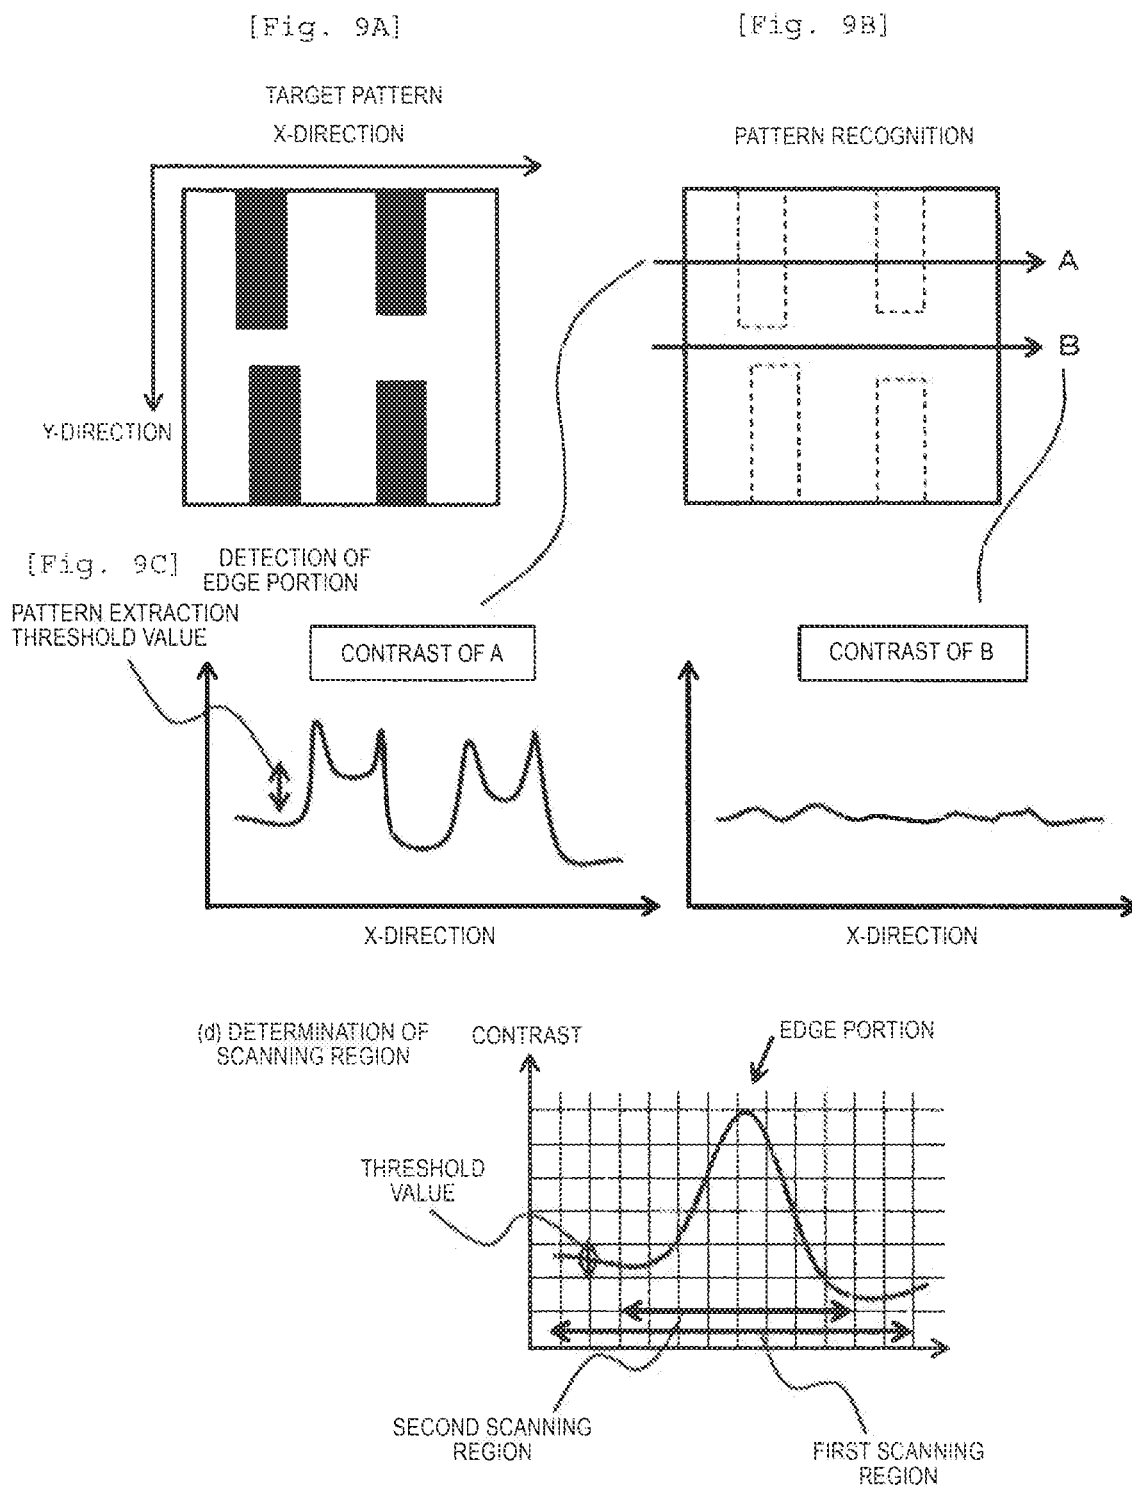 [Fig. 9A]
[Fig. 9B]
TARGET PATTERN
X-DIRECTION
PATTERN RECOGNITION
A
B
Y-DIRECTION
[Fig. 9C]
DETECTION OF
EDGE PORTION
PATTERN EXTRACTION
THRESHOLD VALUE
CONTRAST OF A
CONTRAST OF B
X-DIRECTION
X-DIRECTION
(d) DETERMINATION OF
SCANNING REGION
CONTRAST
EDGE PORTION
THRESHOLD
VALUE
SECOND SCANNING
REGION
FIRST SCANNING
REGION